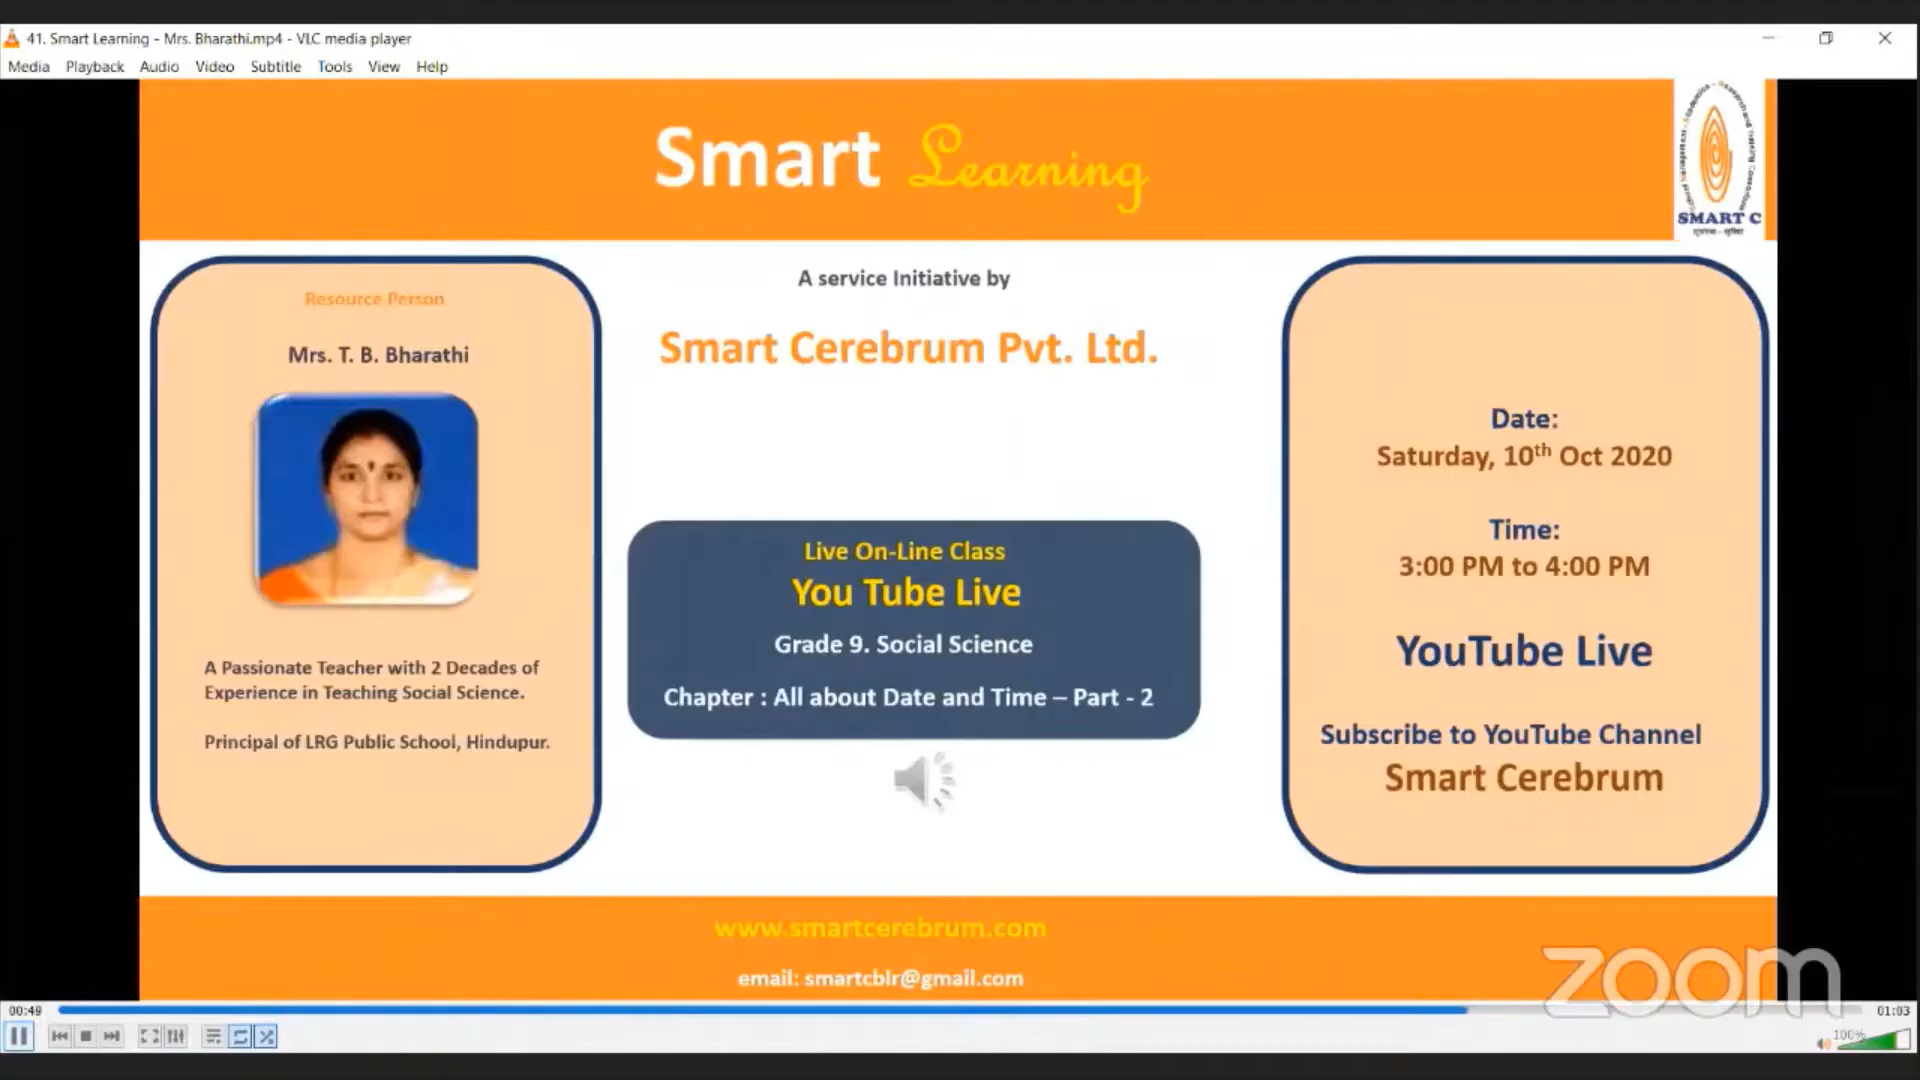 41. Smart Learning - Mrs. Bharathi.mp4 - VLC media player
Media Playback Audio Video Subtitle Tools View Help
Smart Learning
SMART C
A service Initiative by
Smart Cerebrum Pvt. Ltd.
Resource Person
Mrs. T. B. Bharathi
A Passionate Teacher with 2 Decades of
Experience in Teaching Social Science.
Principal of LRG Public School, Hindupur.
Live On-Line Class
You Tube Live
Grade 9. Social Science
Chapter : All about Date and Time – Part - 2
Date:
Saturday, 10th Oct 2020
Time:
3:00 PM to 4:00 PM
YouTube Live
Subscribe to YouTube Channel
Smart Cerebrum
www.smartcerebrum.com
email: smartcblr@gmail.com
zoom
00:49
01:03
100%